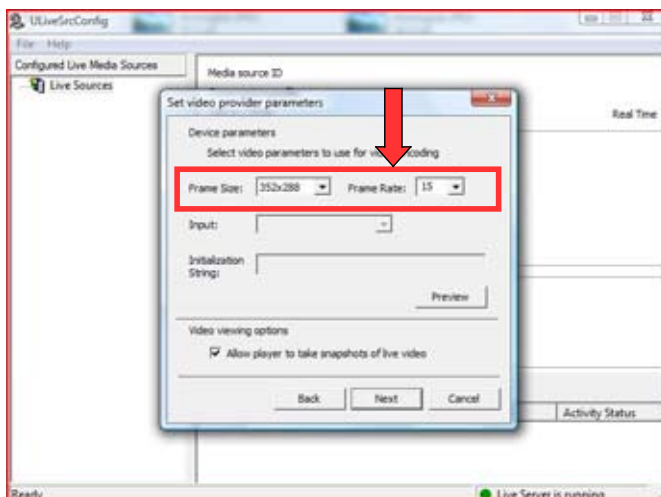 ULiveSrcConfig
File Help
Configured Live Media Sources
Live Sources
Media source ID
Real Time
Set video provider parameters
Device parameters
Select video parameters to use for video encoding
Frame Size: 352x288 Frame Rate: 15
Input:
Initialization
String:
Preview
Video viewing options
Allow player to take snapshots of live video
Back Next Cancel
Activity Status
Ready Live Server is running